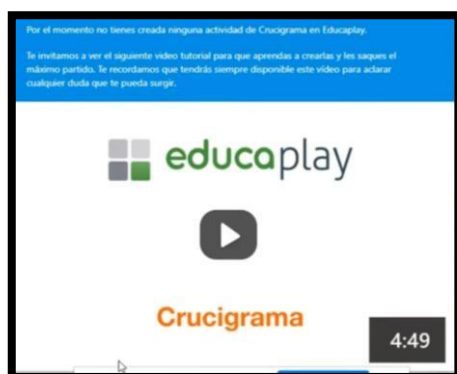 Por el momento no tienes creada ninguna actividad de Crucigrama en Educaplay.
Te invitamos a ver el siguiente video tutorial para que aprendas a crearlas y les saques el
máximo partido. Te recordamos que tendrás siempre disponible este vídeo para aclarar
cualquier duda que te pueda surgir.
educaplay
Crucigrama
4:49